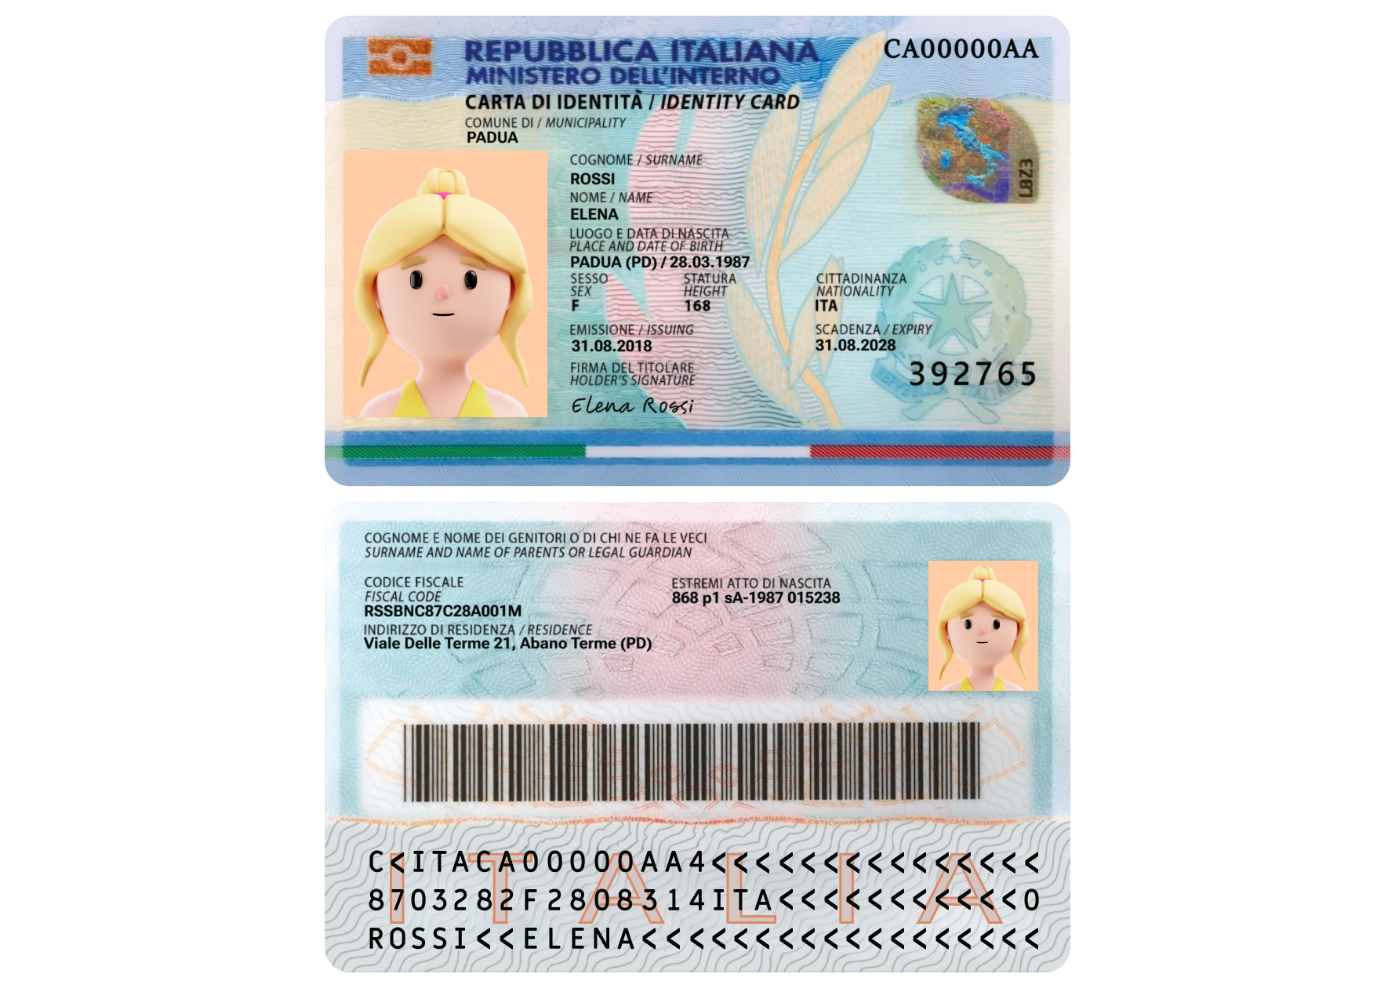 REPUBBLICA ITALIANA
CA00000AA
MINISTERO DELL'INTERNO
CARTA DI IDENTITÀ / IDENTITY CARD
COMUNE DI / MUNICIPALITY
PADUA
L8Z3
COGNOME / SURNAME
ROSSI
NOME / NAME
ELENA
LUOGO E DATA DI NASCITA
PLACE AND DATE OF BIRTH
PADUA (PD) / 28.03.1987
SESSO STATURA CITTADINANZA
SEX HEIGHT NATIONALITY
F 168 ITA
EMISSIONE / ISSUING SCADENZA / EXPIRY
31.08.2018 31.08.2028
FIRMA DEL TITOLARE
HOLDER'S SIGNATURE
392765
Elena Rossi
COGNOME E NOME DEI GENITORI O DI CHI NE FA LE VECI
SURNAME AND NAME OF PARENTS OR LEGAL GUARDIAN
CODICE FISCALE ESTREMI ATTO DI NASCITA
FISCAL CODE 868 p1 sA-1987 015238
RSSBNC87C28A001M
INDIRIZZO DI RESIDENZA / RESIDENCE
Viale Delle Terme 21, Abano Terme (PD)
C<ITACA00000AA4<<<<<<<<<<<<<<<
8703282F2808314ITA<<<<<<<<<<<0
ITALIA
ROSSI<<ELENA<<<<<<<<<<<<<<<<<<